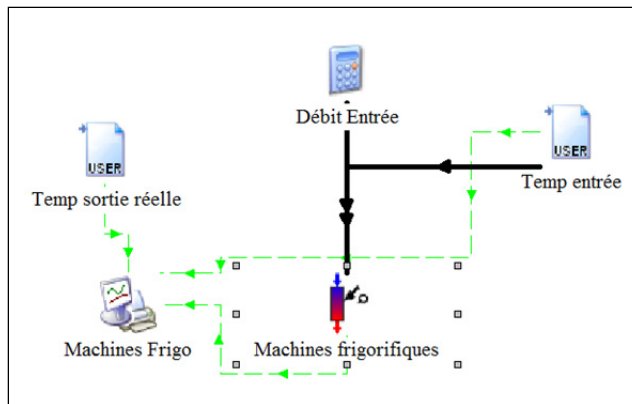 Débit Entrée
USER
USER
Temp sortie réelle
Temp entrée
Machines Frigo
Machines frigorifiques